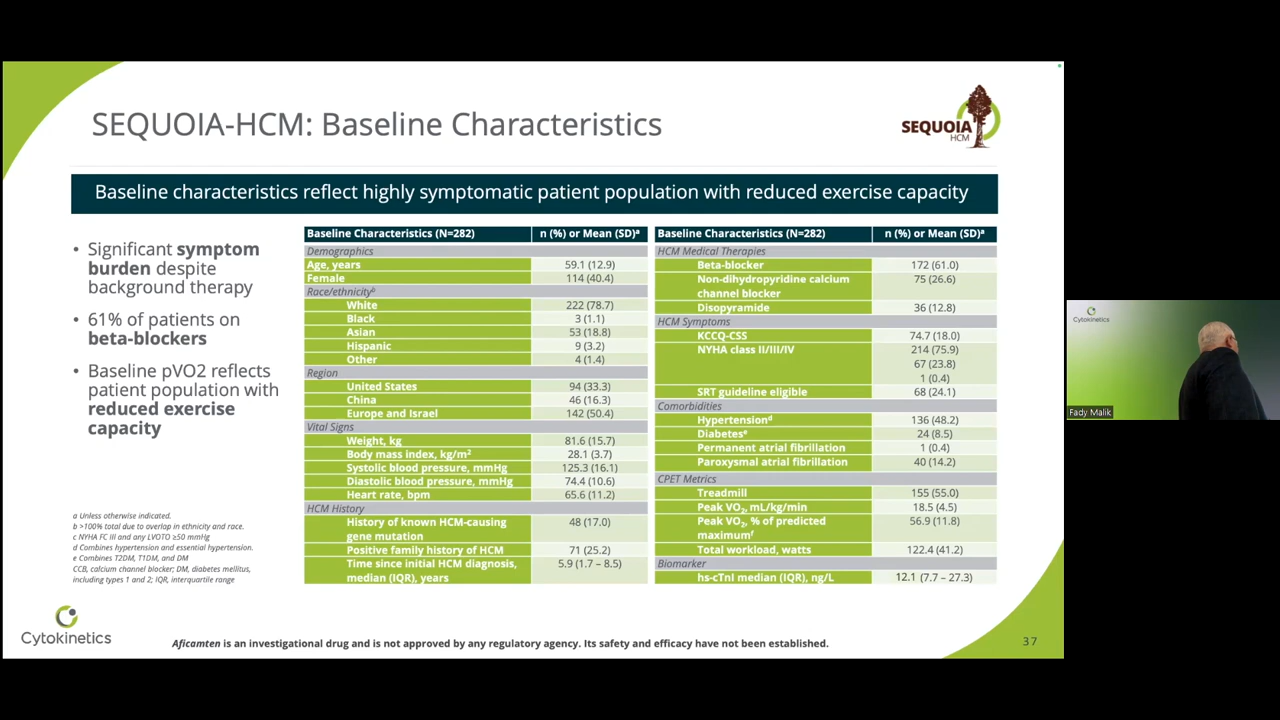 SEQUOIA-HCM: Baseline Characteristics
SEQUOIA
HCM
Baseline characteristics reflect highly symptomatic patient population with reduced exercise capacity
• Significant symptom
burden despite
background therapy
• 61% of patients on
beta-blockers
• Baseline pVO2 reflects
patient population with
reduced exercise
capacity
a Unless otherwise indicated.
b >100% total due to overlap in ethnicity and race.
c NYHA FC III and any LVOTO ≥50 mmHg
d Combines hypertension and essential hypertension.
e Combines T2DM, T1DM, and DM
CCB, calcium channel blocker; DM, diabetes mellitus,
including types 1 and 2; IQR, interquartile range
Baseline Characteristics (N=282) n (%) or Mean (SD)ᵃ
Demographics
Age, years 59.1 (12.9)
Female 114 (40.4)
Race/ethnicityᵇ
White 222 (78.7)
Black 3 (1.1)
Asian 53 (18.8)
Hispanic 9 (3.2)
Other 4 (1.4)
Region
United States 94 (33.3)
China 46 (16.3)
Europe and Israel 142 (50.4)
Vital Signs
Weight, kg 81.6 (15.7)
Body mass index, kg/m² 28.1 (3.7)
Systolic blood pressure, mmHg 125.3 (16.1)
Diastolic blood pressure, mmHg 74.4 (10.6)
Heart rate, bpm 65.6 (11.2)
HCM History
History of known HCM-causing 48 (17.0)
gene mutation
Positive family history of HCM 71 (25.2)
Time since initial HCM diagnosis, 5.9 (1.7 – 8.5)
median (IQR), years
Baseline Characteristics (N=282) n (%) or Mean (SD)ᵃ
HCM Medical Therapies
Beta-blocker 172 (61.0)
Non-dihydropyridine calcium 75 (26.6)
channel blocker
Disopyramide 36 (12.8)
HCM Symptoms
KCCQ-CSS 74.7 (18.0)
NYHA class II/III/IV 214 (75.9)
67 (23.8)
1 (0.4)
SRT guideline eligible 68 (24.1)
Comorbidities
Hypertensionᵈ 136 (48.2)
Diabetesᵉ 24 (8.5)
Permanent atrial fibrillation 1 (0.4)
Paroxysmal atrial fibrillation 40 (14.2)
CPET Metrics
Treadmill 155 (55.0)
Peak VO₂, mL/kg/min 18.5 (4.5)
Peak VO₂, % of predicted 56.9 (11.8)
maximumᶠ
Total workload, watts 122.4 (41.2)
Biomarker
hs-cTnI median (IQR), ng/L 12.1 (7.7 – 27.3)
Cytokinetics
Aficamten is an investigational drug and is not approved by any regulatory agency. Its safety and efficacy have not been established.
37
Cytokinetics
Fady Malik